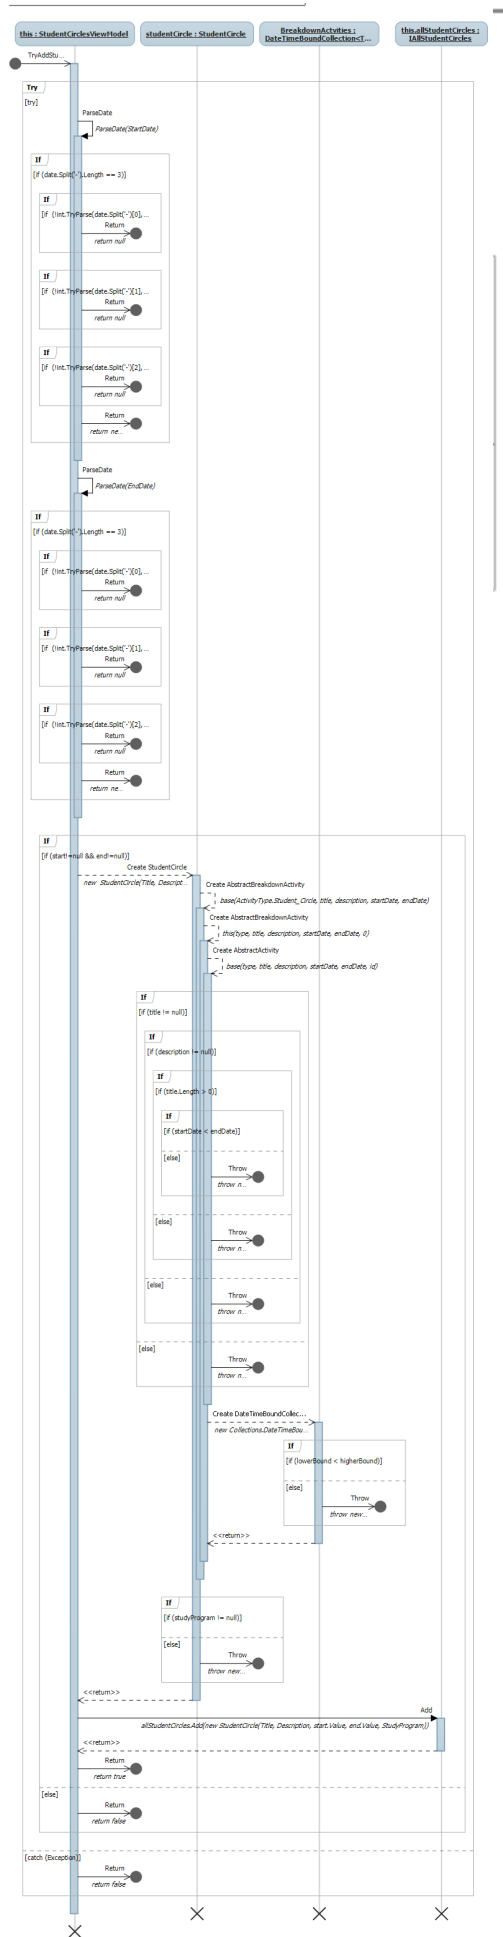 this : StudentCirclesViewModel
studentCircle : StudentCircle
BreakdownActvities :
DateTimeBoundCollection<T...
this.allStudentCircles :
IAllStudentCircles
TryAddStu...
Try
[try]
ParseDate
ParseDate(StartDate)
If
[if (date.Split('-').Length == 3)]
If
[if (!int.TryParse(date.Split('-')[0],...
Return
return null
If
[if (!int.TryParse(date.Split('-')[1],...
Return
return null
If
[if (!int.TryParse(date.Split('-')[2],...
Return
return null
Return
return ne...
ParseDate
ParseDate(EndDate)
If
[if (date.Split('-').Length == 3)]
If
[if (!int.TryParse(date.Split('-')[0],...
Return
return null
If
[if (!int.TryParse(date.Split('-')[1],...
Return
return null
If
[if (!int.TryParse(date.Split('-')[2],...
Return
return null
Return
return ne...
If
[if (start!=null && end!=null)]
Create StudentCircle
new StudentCircle(Title, Descript...
Create AbstractBreakdownActivity
base(ActivityType.Student_Circle, title, description, startDate, endDate)
Create AbstractBreakdownActivity
this(type, title, description, startDate, endDate, 0)
Create AbstractActivity
base(type, title, description, startDate, endDate, id)
If
[if (title != null)]
If
[if (description != null)]
If
[if (title.Length > 0)]
If
[if (startDate < endDate)]
[else]
Throw
throw n...
[else]
Throw
throw n...
[else]
Throw
throw n...
[else]
Throw
throw n...
Create DateTimeBoundCollec...
new Collections.DateTimeBou...
If
[if (lowerBound < higherBound)]
[else]
Throw
throw new...
<<return>>
If
[if (studyProgram != null)]
[else]
Throw
throw new...
<<return>>
Add
allStudentCircles.Add(new StudentCircle(Title, Description, start.Value, end.Value, StudyProgram))
<<return>>
Return
return true
[else]
Return
return false
[catch (Exception)]
Return
return false